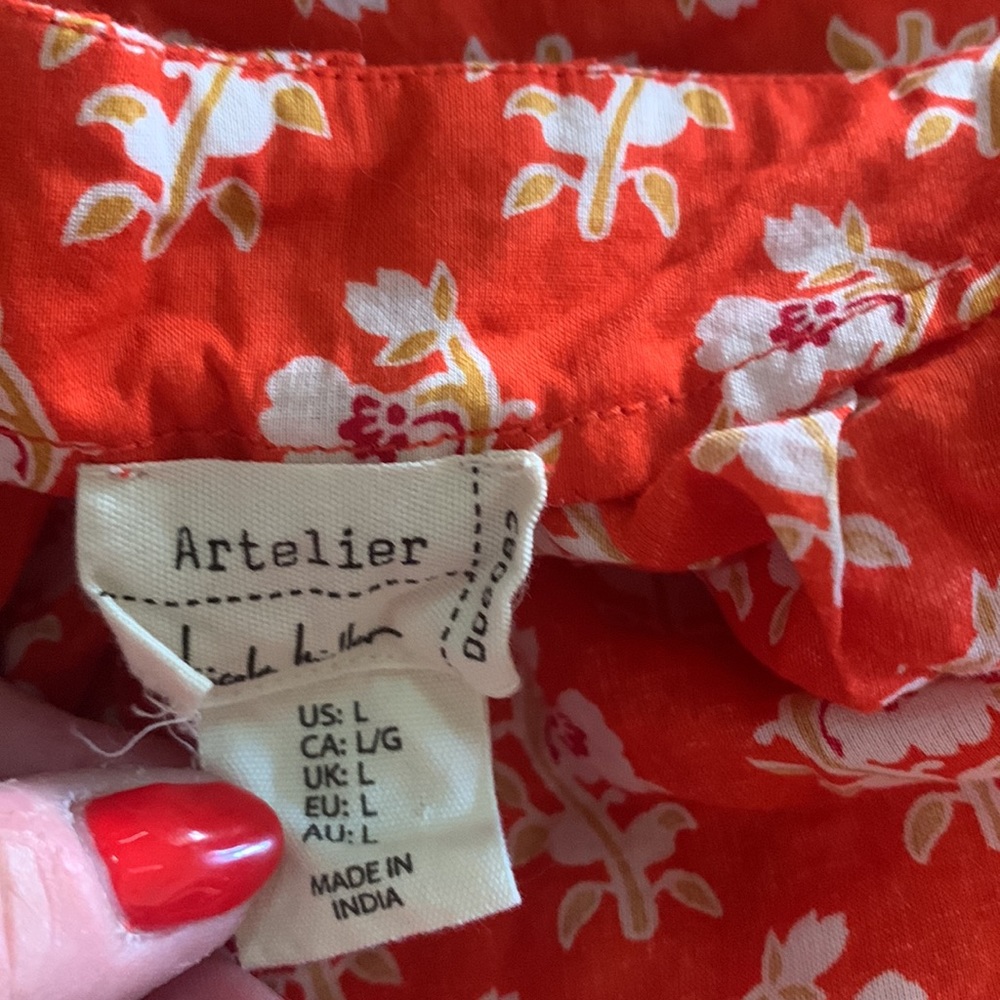 Artelier
US: L
CA: L/G
UK: L
EU: L
AU: L
MADE IN
INDIA